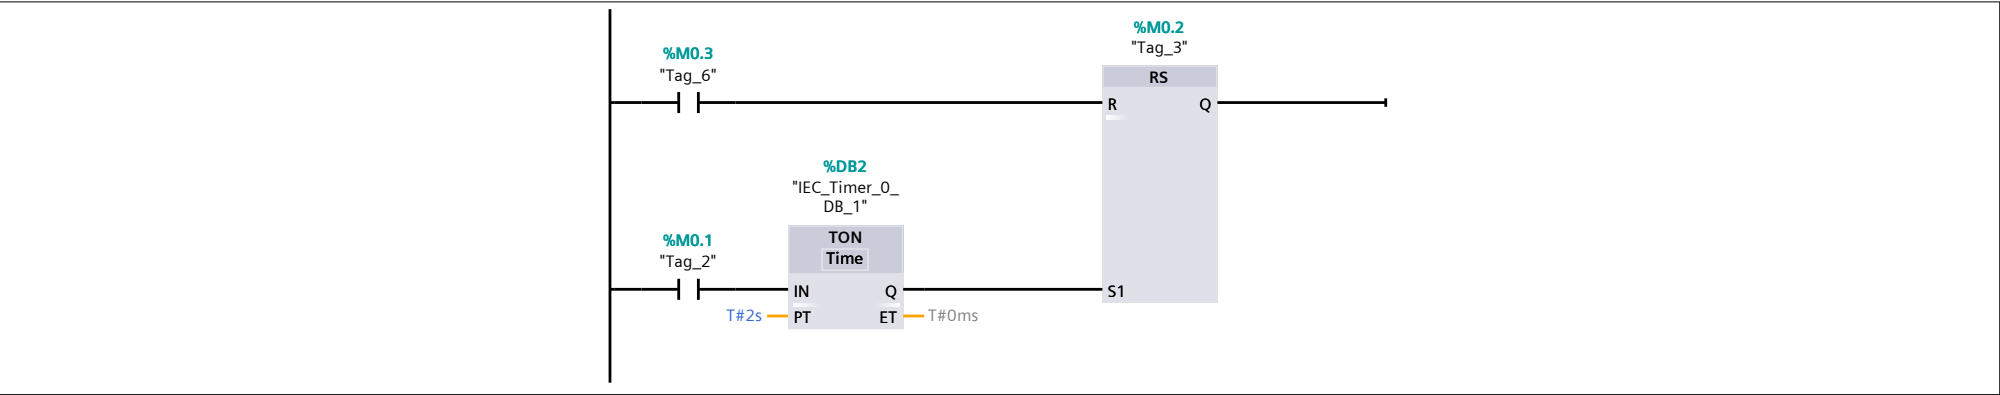 %M0.2
"Tag_3"
%M0.3
"Tag_6"
RS
R
Q
%DB2
"IEC_Timer_0_
DB_1"
%M0.1
"Tag_2"
TON
Time
IN
Q
S1
T#2s
PT
ET
T#0ms